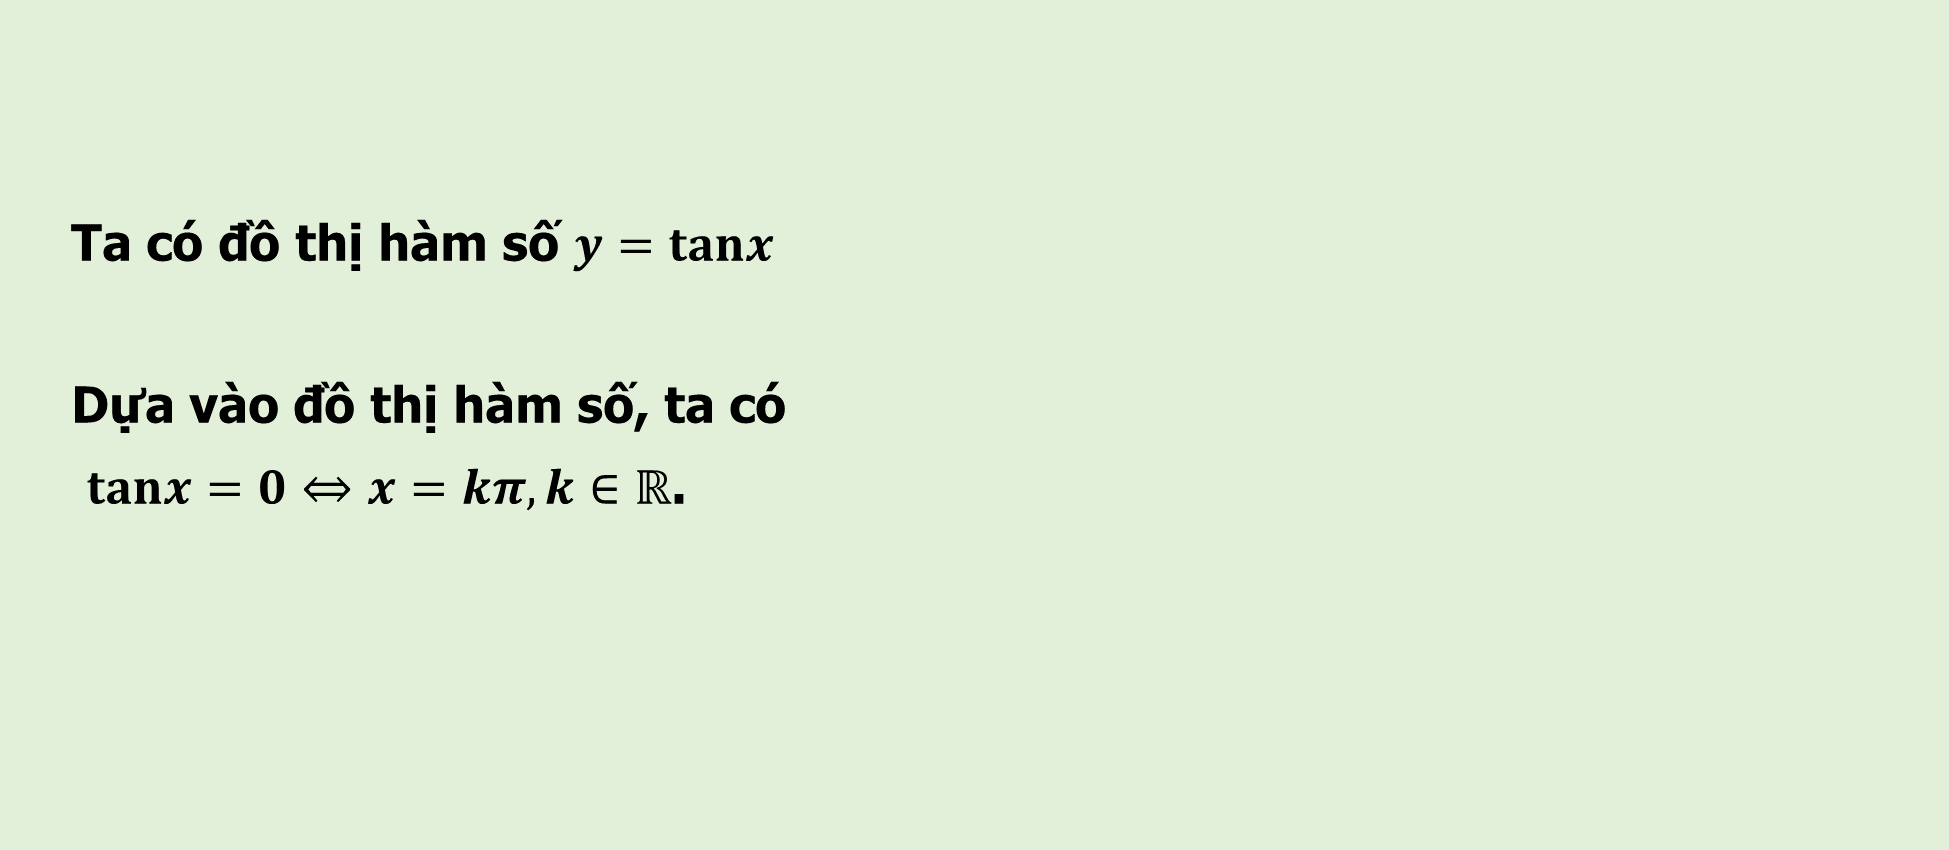 Ta có đồ thị hàm số y = tanx
Dựa vào đồ thị hàm số, ta có
tanx = 0 ⇔ x = kπ, k ∈ ℝ.